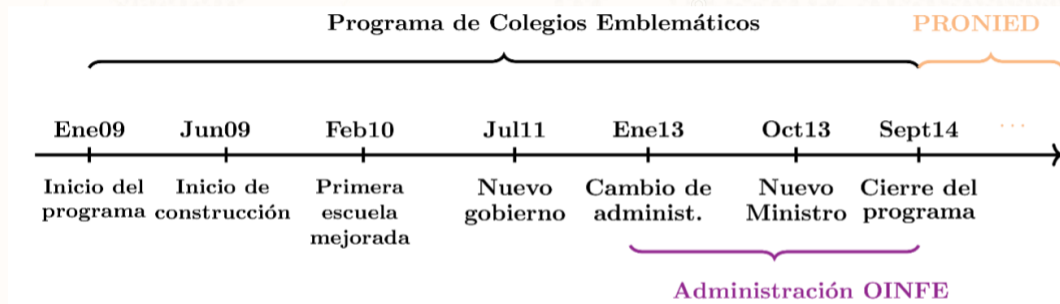 Programa de Colegios Emblemáticos
PRONIED
Ene09 Jun09 Feb10 Jul11 Ene13 Oct13 Sept14 ...
Inicio del programa
Inicio de construcción
Primera escuela mejorada
Nuevo gobierno
Cambio de administ.
Nuevo Ministro
Cierre del programa
Administración OINFE